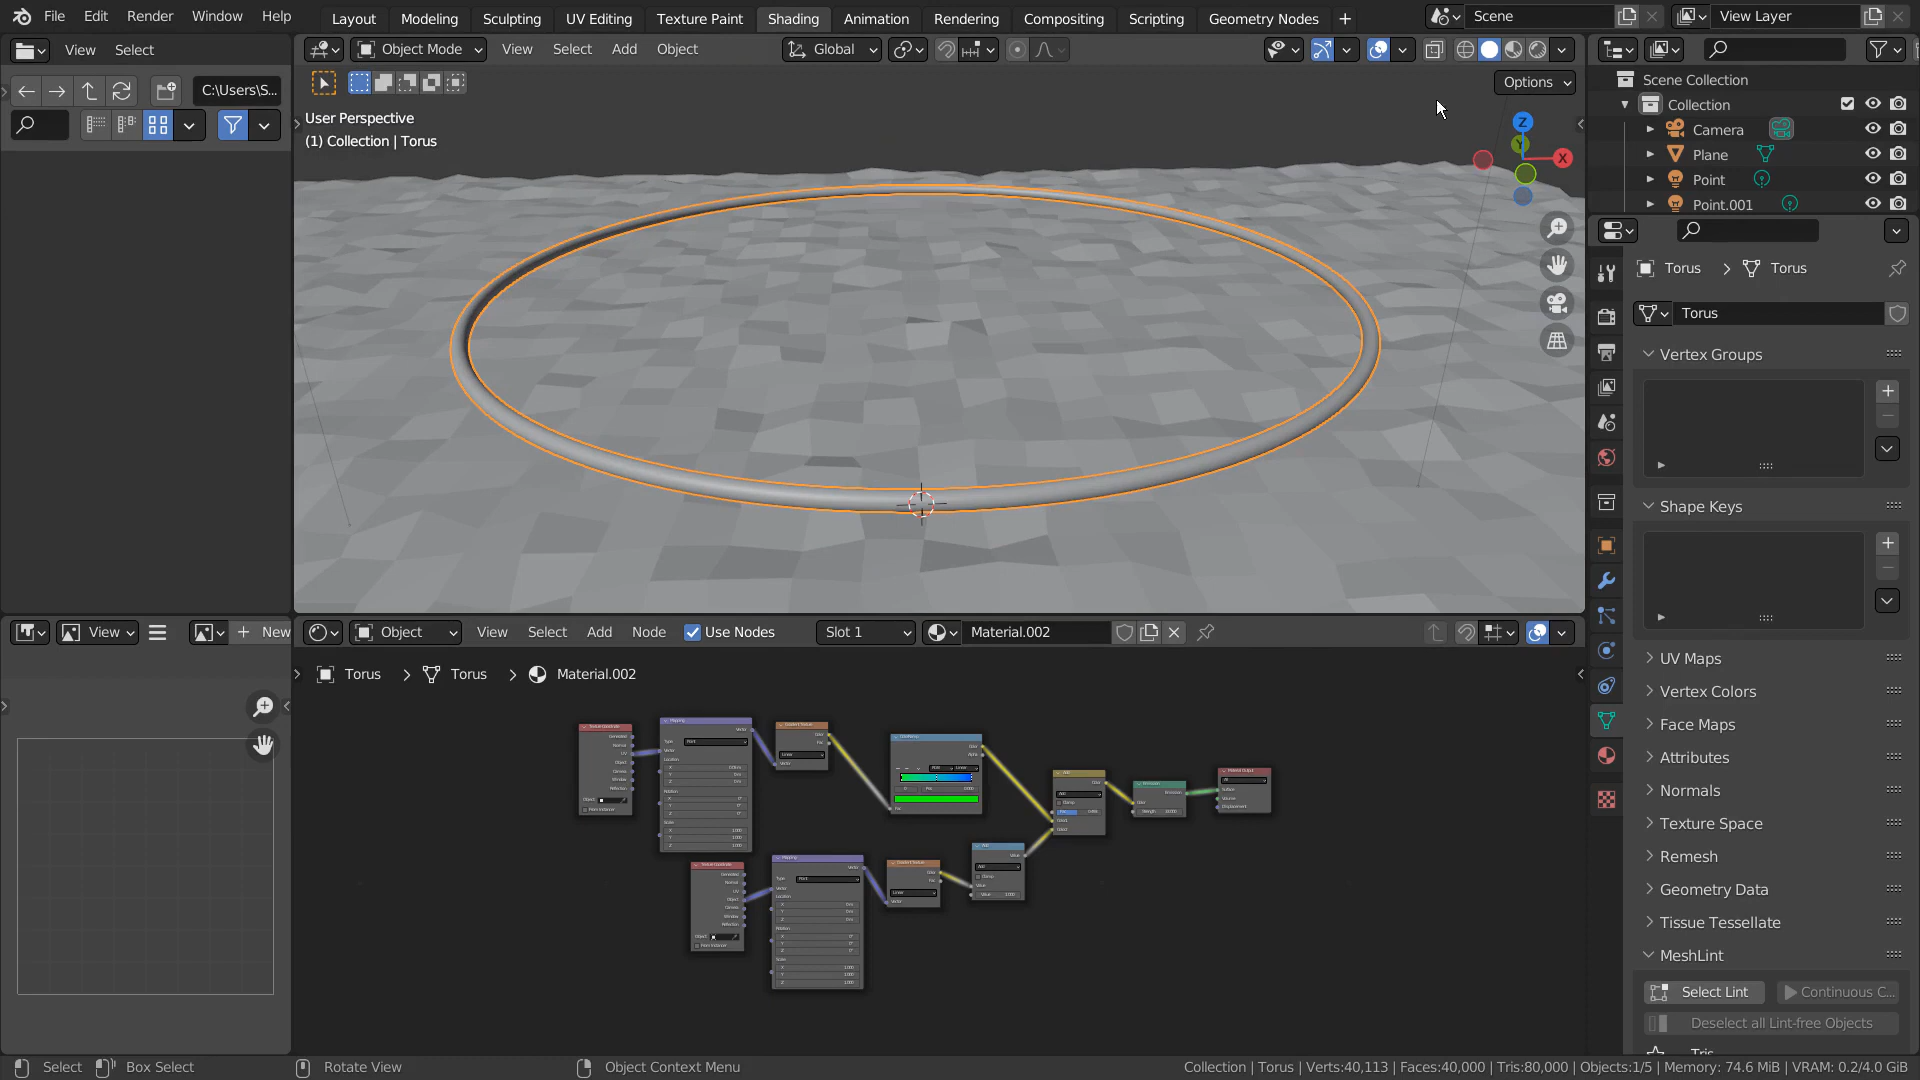 File Edit Render Window Help
Layout Modeling Sculpting UV Editing Texture Paint Shading Animation Rendering Compositing Scripting Geometry Nodes +
Scene
View Layer
View Select
Object Mode View Select Add Object
Global
C:\Users\S...
Options
User Perspective
(1) Collection | Torus
Z
Y
X
Scene Collection
Collection
Camera
Plane
Point
Point.001
Torus > Torus
Torus
Vertex Groups
Shape Keys
UV Maps
Vertex Colors
Face Maps
Attributes
Normals
Texture Space
Remesh
Geometry Data
Tissue Tessellate
MeshLint
Select Lint
Continuous C...
Deselect all Lint-free Objects
Tris
View
+ New
Object View Select Add Node Use Nodes Slot 1 Material.002
Torus > Torus > Material.002
Select Box Select Rotate View Object Context Menu
Collection | Torus | Verts:40,113 | Faces:40,000 | Tris:80,000 | Objects:1/5 | Memory: 74.6 MiB | VRAM: 0.2/4.0 GiB